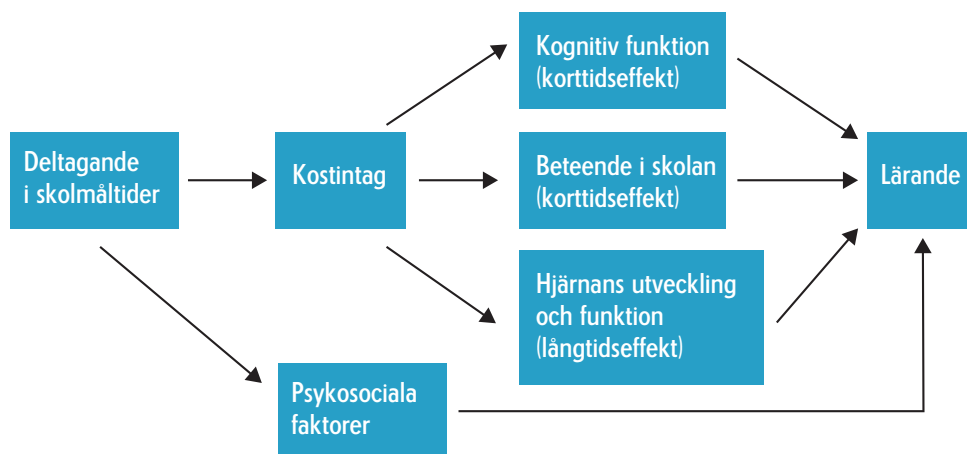 Deltagande
i skolmåltider
Kostintag
Kognitiv funktion
(korttidseffekt)
Beteende i skolan
(korttidseffekt)
Hjärnans utveckling
och funktion
(långtidseffekt)
Lärande
Psykosociala
faktorer